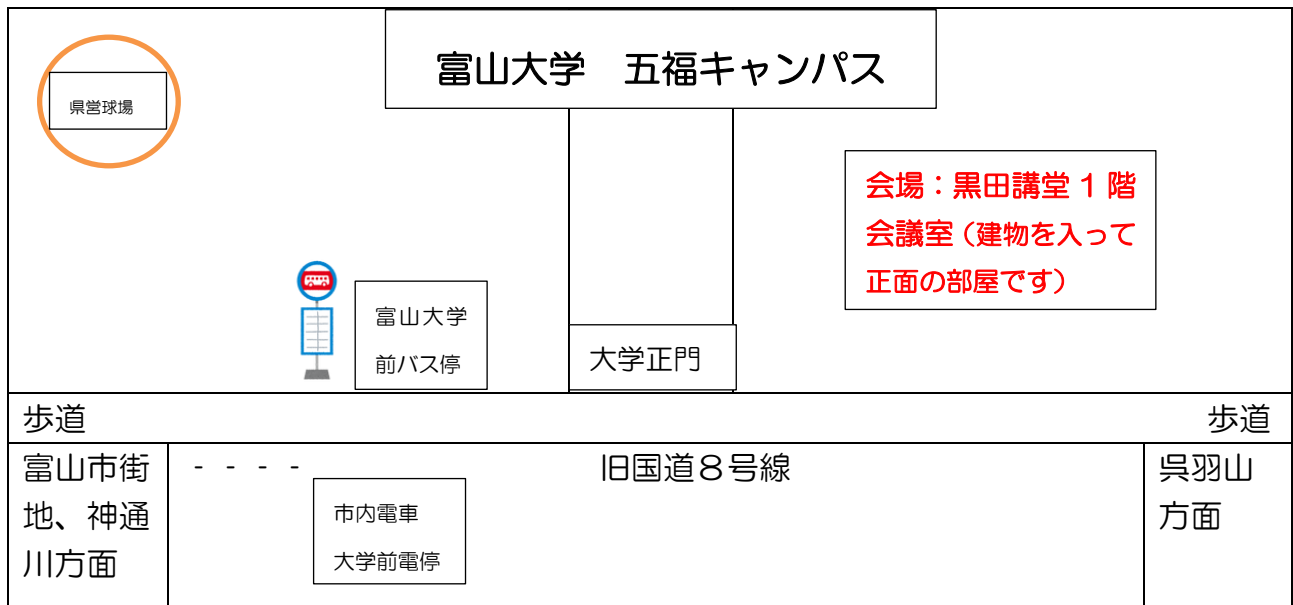 富山大学　五福キャンパス
県営球場
会場：黒田講堂 1 階
会議室（建物を入って
正面の部屋です）
富山大学
前バス停
大学正門
歩道
歩道
富山市街
地、神通
川方面
- - - -
旧国道８号線
呉羽山
方面
市内電車
大学前電停